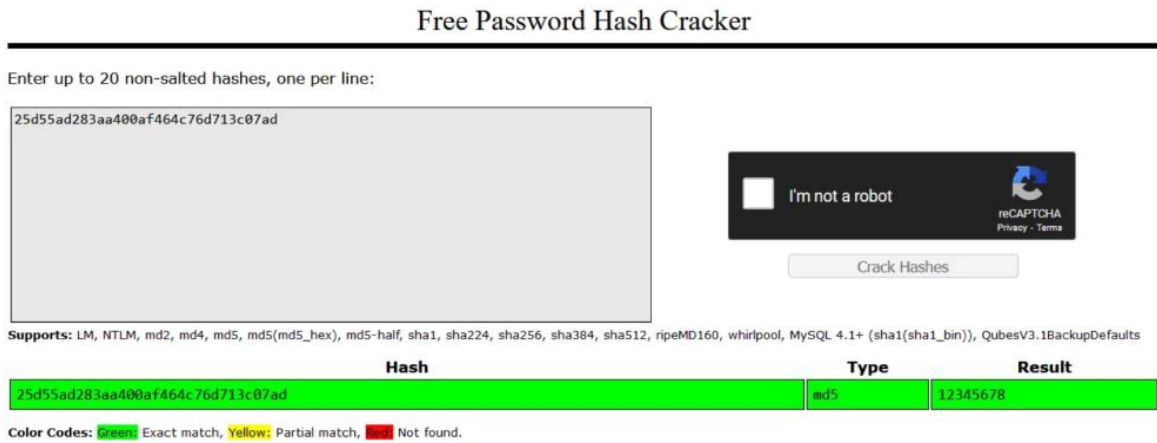 Free Password Hash Cracker
Enter up to 20 non-salted hashes, one per line:
25d55ad283aa400af464c76d713c07ad
I'm not a robot
reCAPTCHA
Privacy - Terms
Crack Hashes
Supports: LM, NTLM, md2, md4, md5, md5(md5_hex), md5-half, sha1, sha224, sha256, sha384, sha512, ripeMD160, whirlpool, MySQL 4.1+ (sha1(sha1_bin)), QubesV3.1BackupDefaults
Hash Type Result
25d55ad283aa400af464c76d713c07ad md5 12345678
Color Codes: Green: Exact match, Yellow: Partial match, Red: Not found.